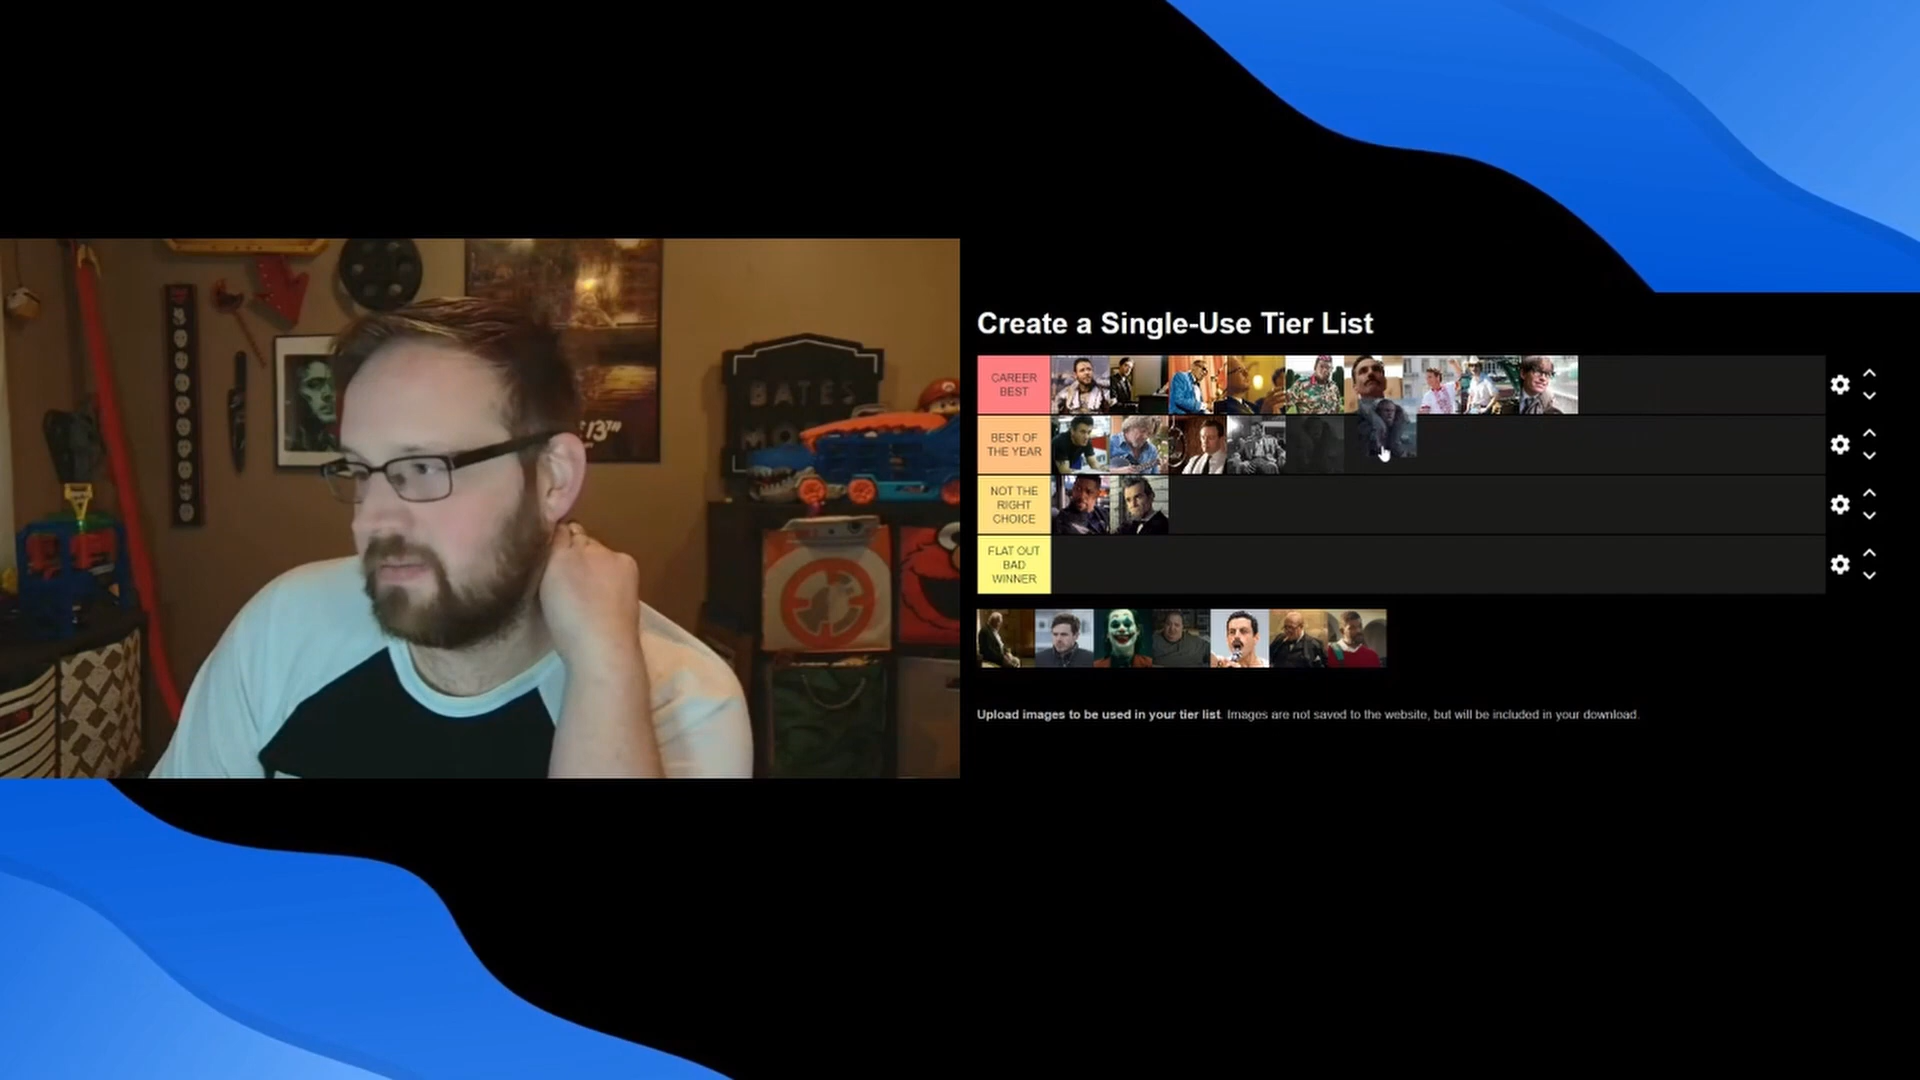 BATES
MO
13TH
Create a Single-Use Tier List
CAREER
BEST
BEST OF
THE YEAR
NOT THE
RIGHT
CHOICE
FLAT OUT
BAD
WINNER
Upload images to be used in your tier list. Images are not saved to the website, but will be included in your download.